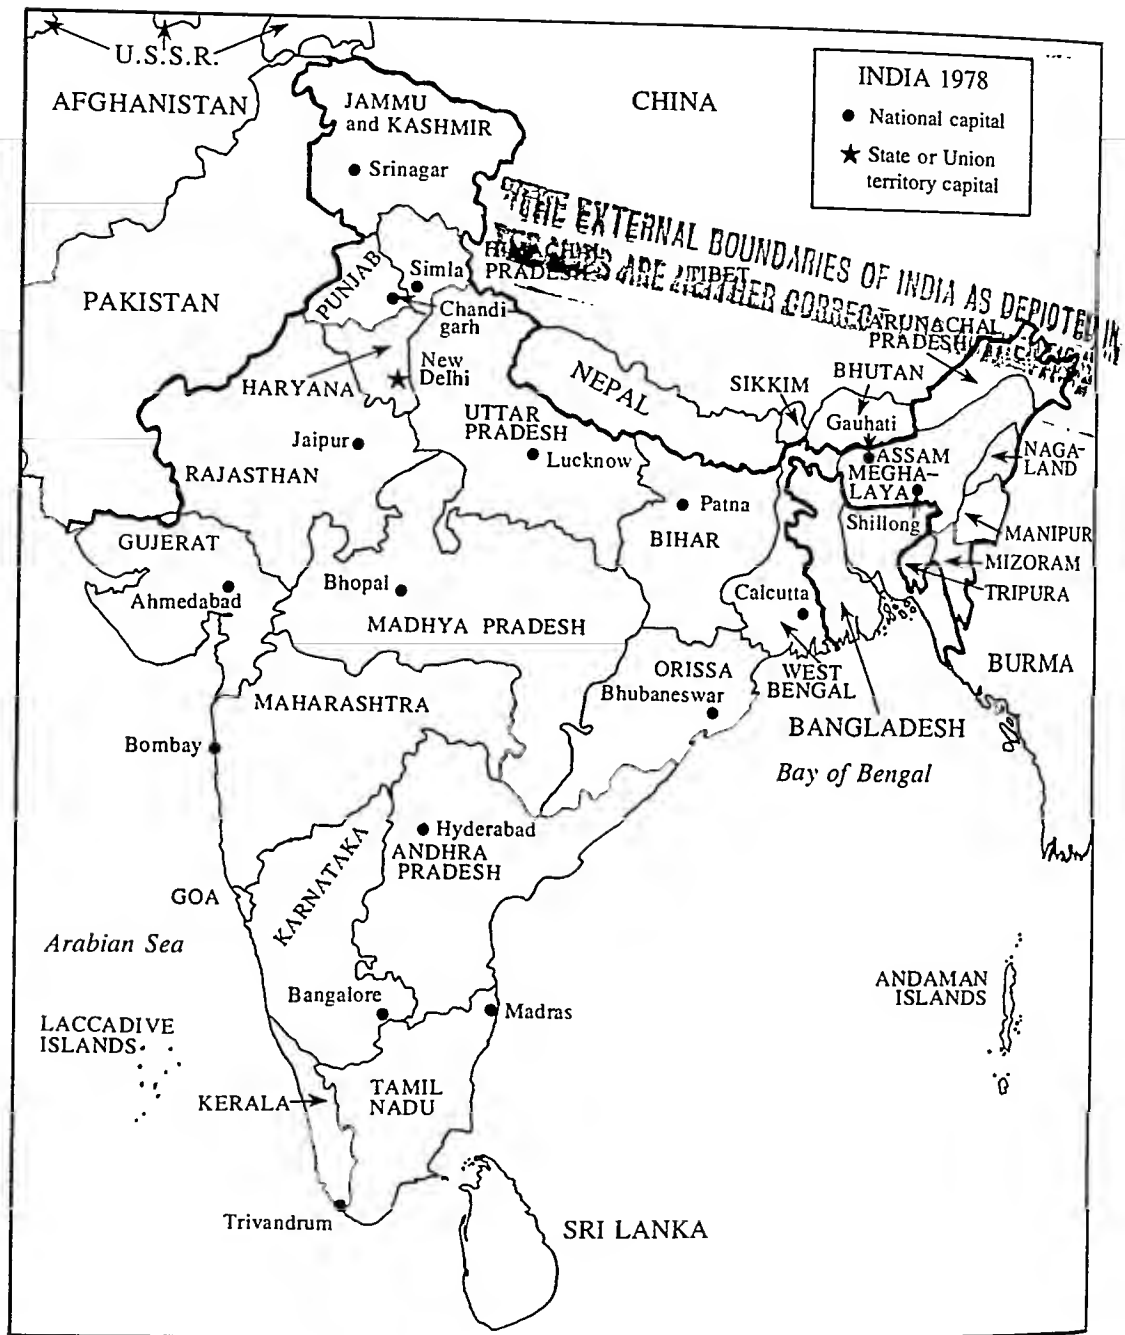 U.S.S.R.
AFGHANISTAN
CHINA
INDIA 1978
National capital
State or Union
territory capital
JAMMU
and KASHMIR
Srinagar
THE EXTERNAL BOUNDARIES OF INDIA AS DEPICTED IN
ARE NEITHER CORRECT
PRADESH
TIBET
PUNJAB
Simla
PAKISTAN
Chandi-
garh
HARYANA
New
Delhi
NEPAL
SIKKIM
BHUTAN
ARUNACHAL
PRADESH
UTTAR
PRADESH
Gauhati
Jaipur
Lucknow
ASSAM
NAGA-
LAND
RAJASTHAN
MEGHA-
LAYA
Patna
Shillong
MANIPUR
BIHAR
GUJERAT
MIZORAM
TRIPURA
Bhopal
Ahmedabad
Calcutta
MADHYA PRADESH
ORISSA
Bhubaneswar
WEST
BENGAL
BURMA
MAHARASHTRA
BANGLADESH
Bombay
Bay of Bengal
Hyderabad
ANDHRA
PRADESH
KARNATAKA
GOA
Arabian Sea
ANDAMAN
ISLANDS
Bangalore
Madras
LACCADIVE
ISLANDS
KERALA
TAMIL
NADU
Trivandrum
SRI LANKA